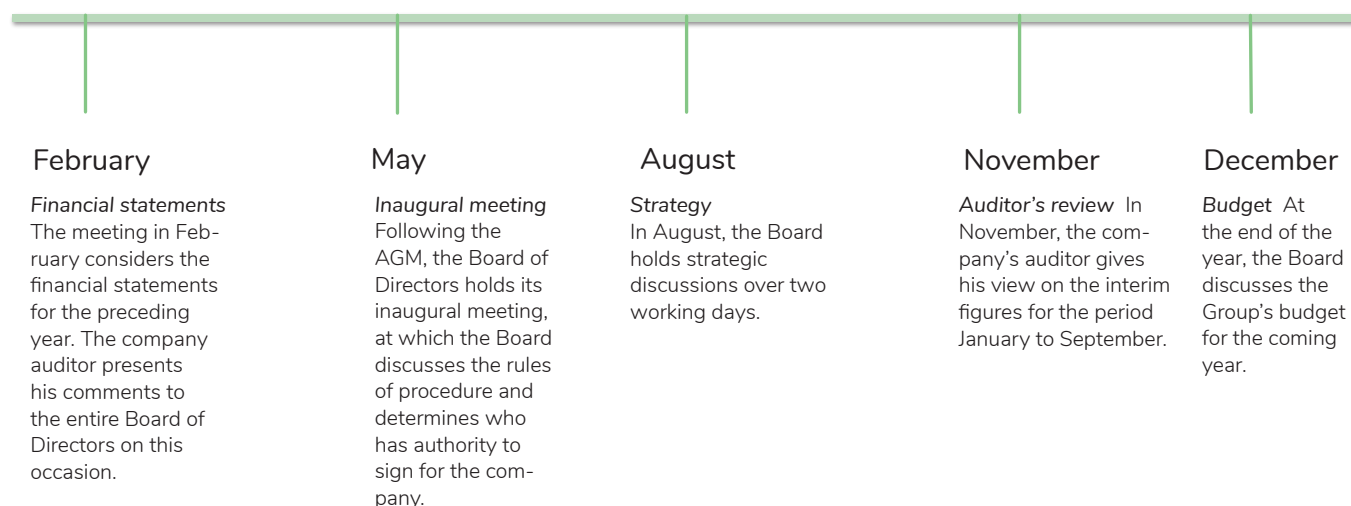 February
Financial statements
The meeting in Feb-
ruary considers the
financial statements
for the preceding
year. The company
auditor presents
his comments to
the entire Board of
Directors on this
occasion.
May
Inaugural meeting
Following the
AGM, the Board of
Directors holds its
inaugural meeting,
at which the Board
discusses the rules
of procedure and
determines who
has authority to
sign for the com-
pany.
August
Strategy
In August, the Board
holds strategic
discussions over two
working days.
November
Auditor’s review In
November, the com-
pany’s auditor gives
his view on the interim
figures for the period
January to September.
December
Budget At
the end of the
year, the Board
discusses the
Group’s budget
for the coming
year.